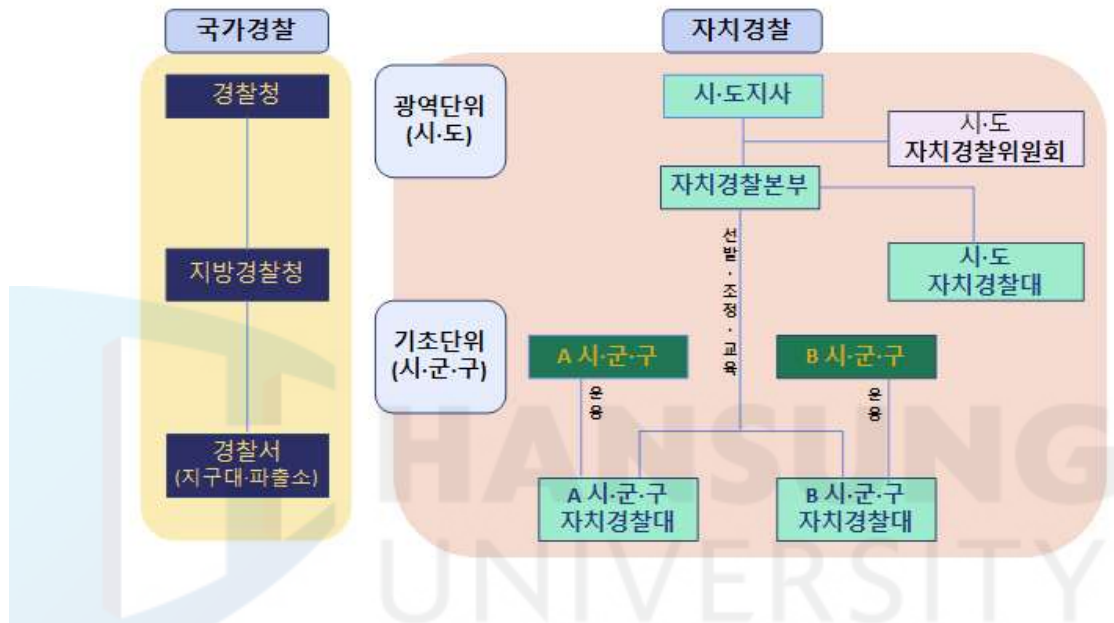 국가경찰
자치경찰
경찰청
지방경찰청
경찰서
(지구대·파출소)
광역단위
(시·도)
기초단위
(시·군·구)
시·도지사
시·도
자치경찰위원회
자치경찰본부
시·도
자치경찰대
선발·조정·교육
A 시·군·구
B 시·군·구
운용
운용
A 시·군·구
자치경찰대
B 시·군·구
자치경찰대
HANSUNG
UNIVERSITY